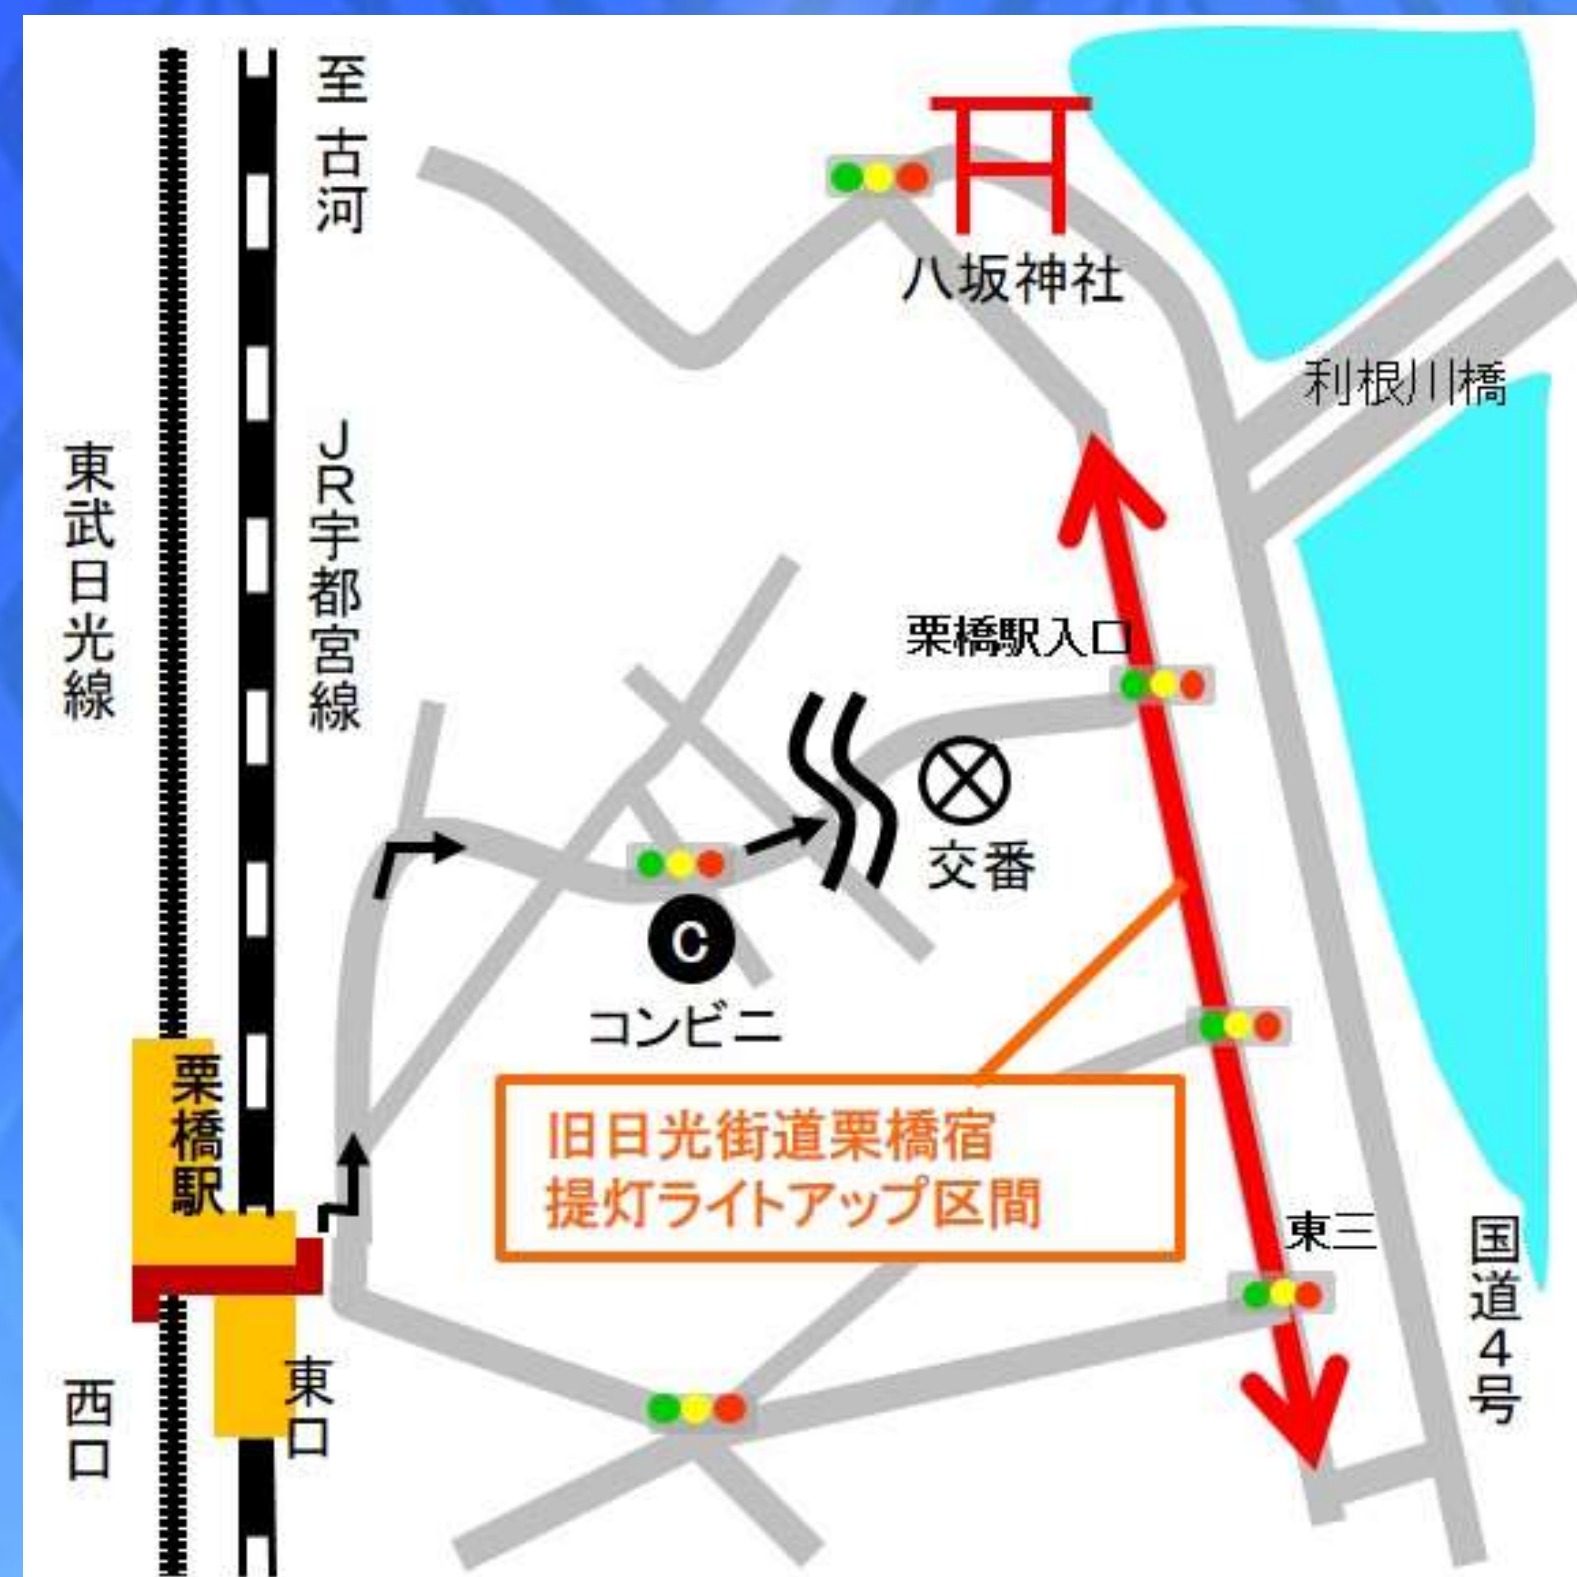 至 古河
八坂神社
利根川橋
東武日光線
JR宇都宮線
栗橋駅入口
交番
C
コンビニ
栗橋駅
旧日光街道栗橋宿
提灯ライトアップ区間
東三
国道4号
西口
東口